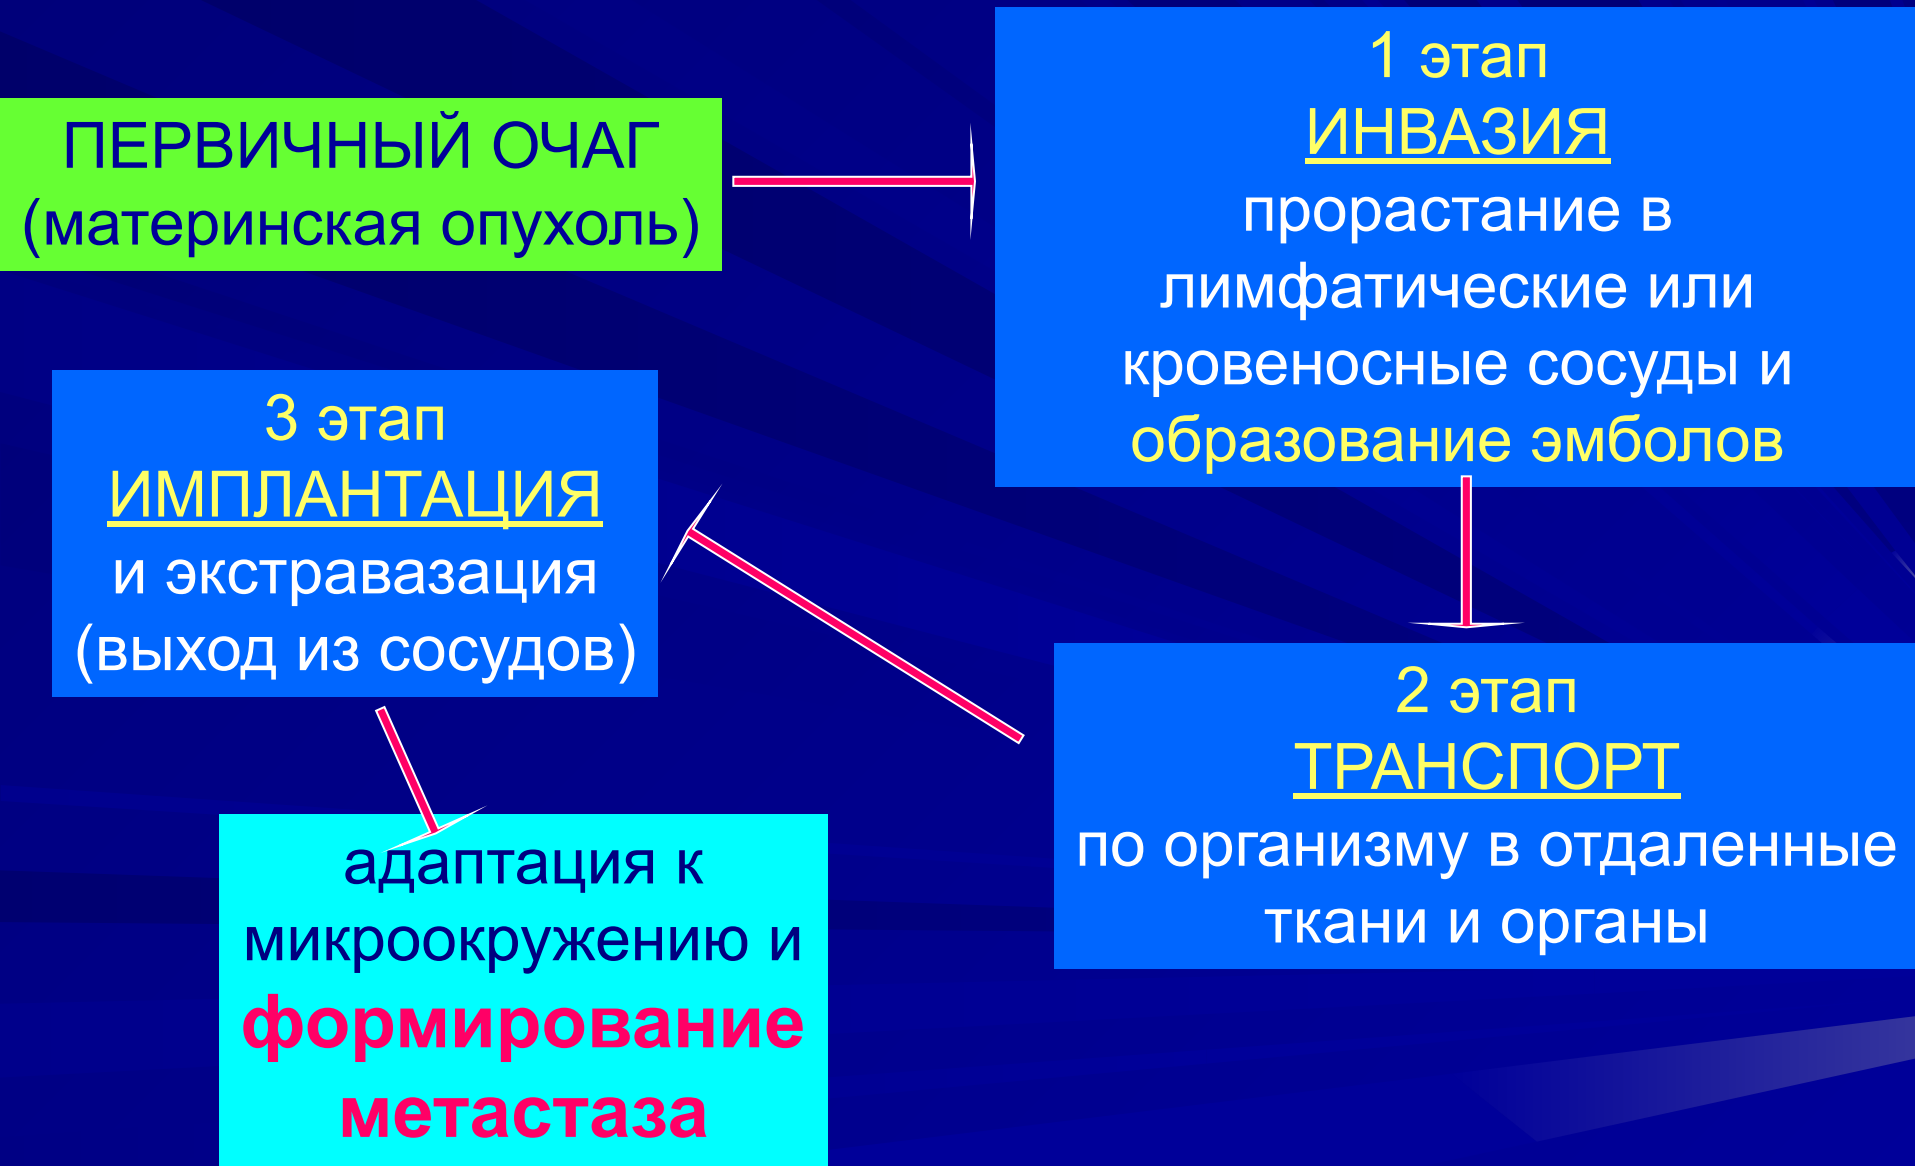 ПЕРВИЧНЫЙ ОЧАГ
(материнская опухоль)
1 этап
ИНВАЗИЯ
прорастание в
лимфатические или
кровеносные сосуды и
образование эмболов
2 этап
ТРАНСПОРТ
по организму в отдаленные
ткани и органы
3 этап
ИМПЛАНТАЦИЯ
и экстравазация
(выход из сосудов)
адаптация к
микроокружению и
формирование
метастаза